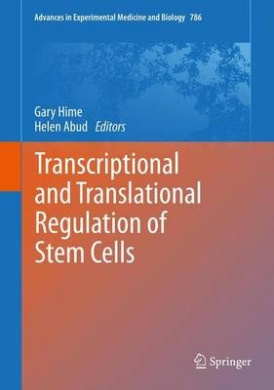 Advances in Experimental Medicine and Biology 786
Gary Hime
Helen Abud Editors
Transcriptional
and Translational
Regulation of
Stem Cells
Springer